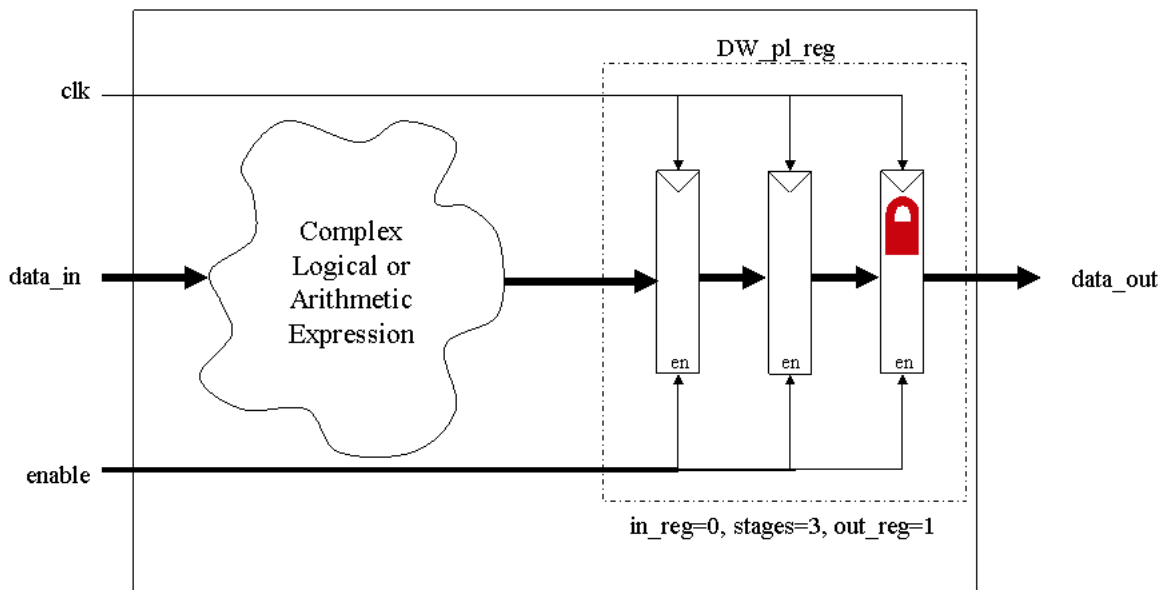 DW_pl_reg
clk
Complex
Logical or
Arithmetic
Expression
data_in
data_out
en
en
en
enable
in_reg=0, stages=3, out_reg=1